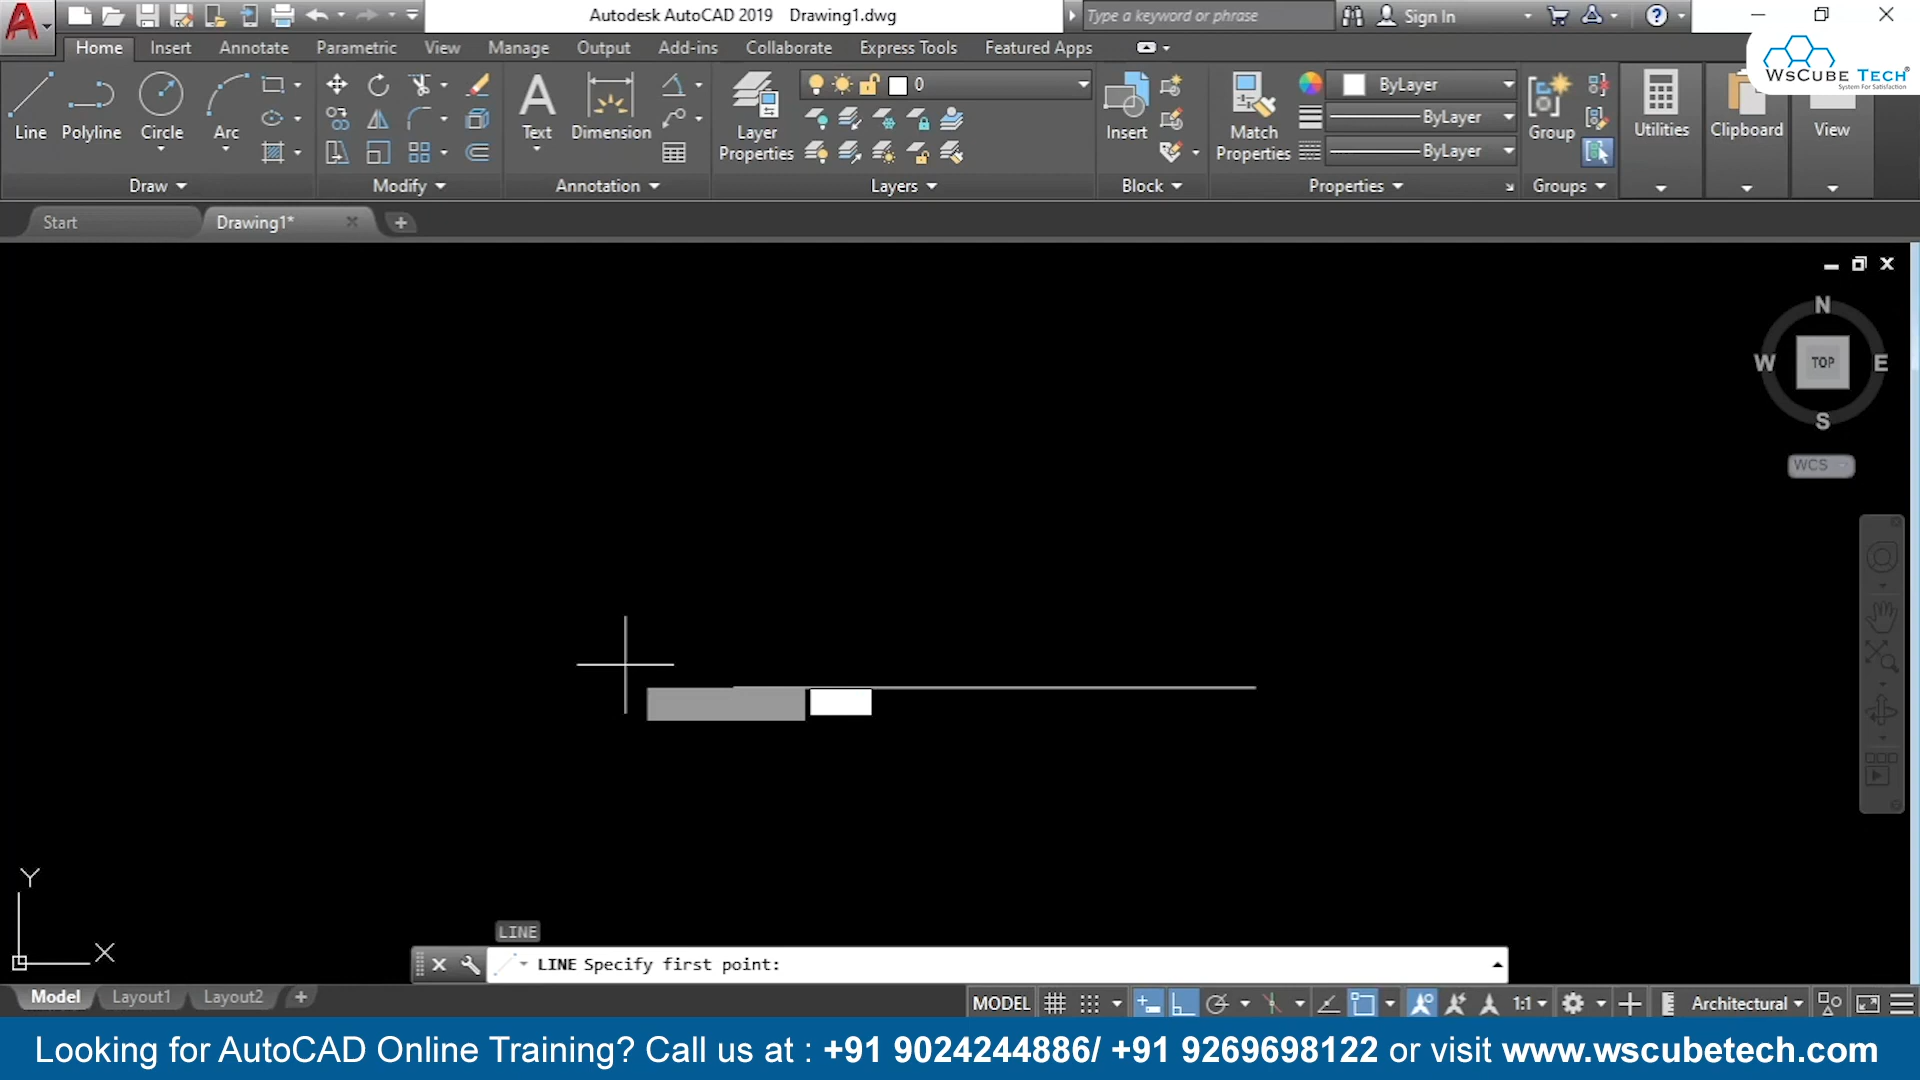 Autodesk AutoCAD 2019 Drawing1.dwg
Type a keyword or phrase
Sign In
WsCube Tech®
System For Satisfaction
Home Insert Annotate Parametric View Manage Output Add-ins Collaborate Express Tools Featured Apps
Line Polyline Circle Arc
Draw
Modify
Text Dimension
Annotation
Layer
Properties
0
Layers
Insert
Block
Match
Properties
ByLayer
ByLayer
ByLayer
Properties
Group
Groups
Utilities
Clipboard
View
Start Drawing1*
N
W TOP E
S
WCS
Y
X
LINE
LINE Specify first point:
Model Layout1 Layout2
MODEL 1:1 Architectural
Looking for AutoCAD Online Training? Call us at : +91 9024244886/ +91 9269698122 or visit www.wscubetech.com